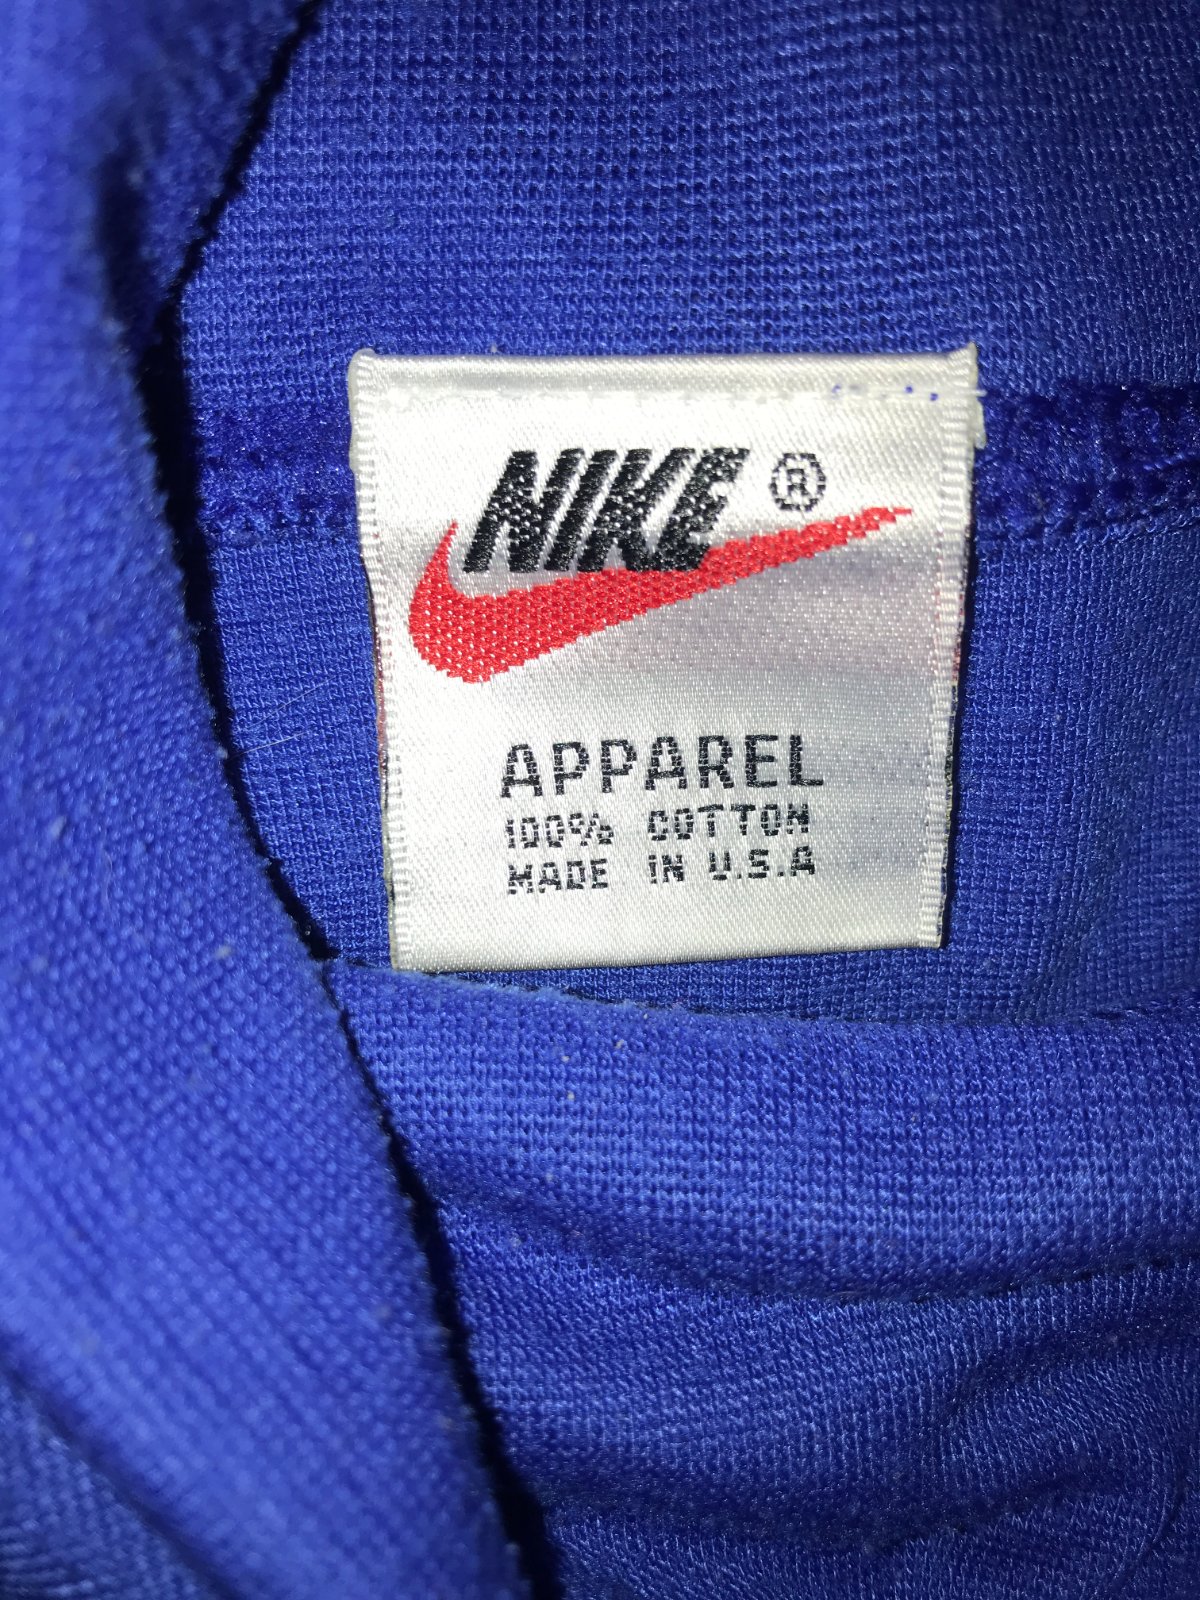 NIKE ®
APPAREL
100% COTTON
MADE IN U.S.A